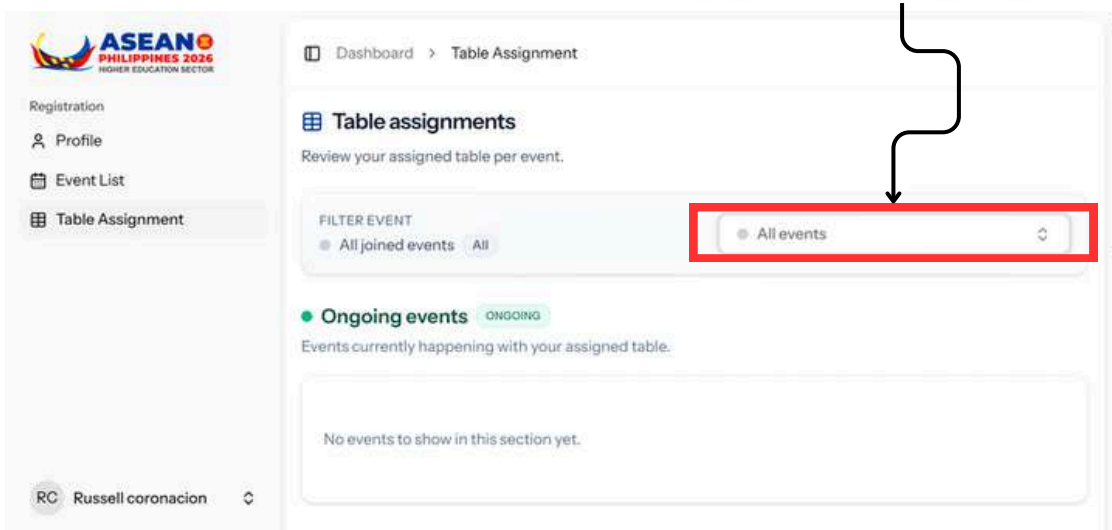 ASEAN
PHILIPPINES 2026
HIGHER EDUCATION SECTOR
Registration
Profile
Event List
Table Assignment
RC Russell coronacion
Dashboard > Table Assignment
Table assignments
Review your assigned table per event.
FILTER EVENT
All joined events All
All events
Ongoing events ONGOING
Events currently happening with your assigned table.
No events to show in this section yet.